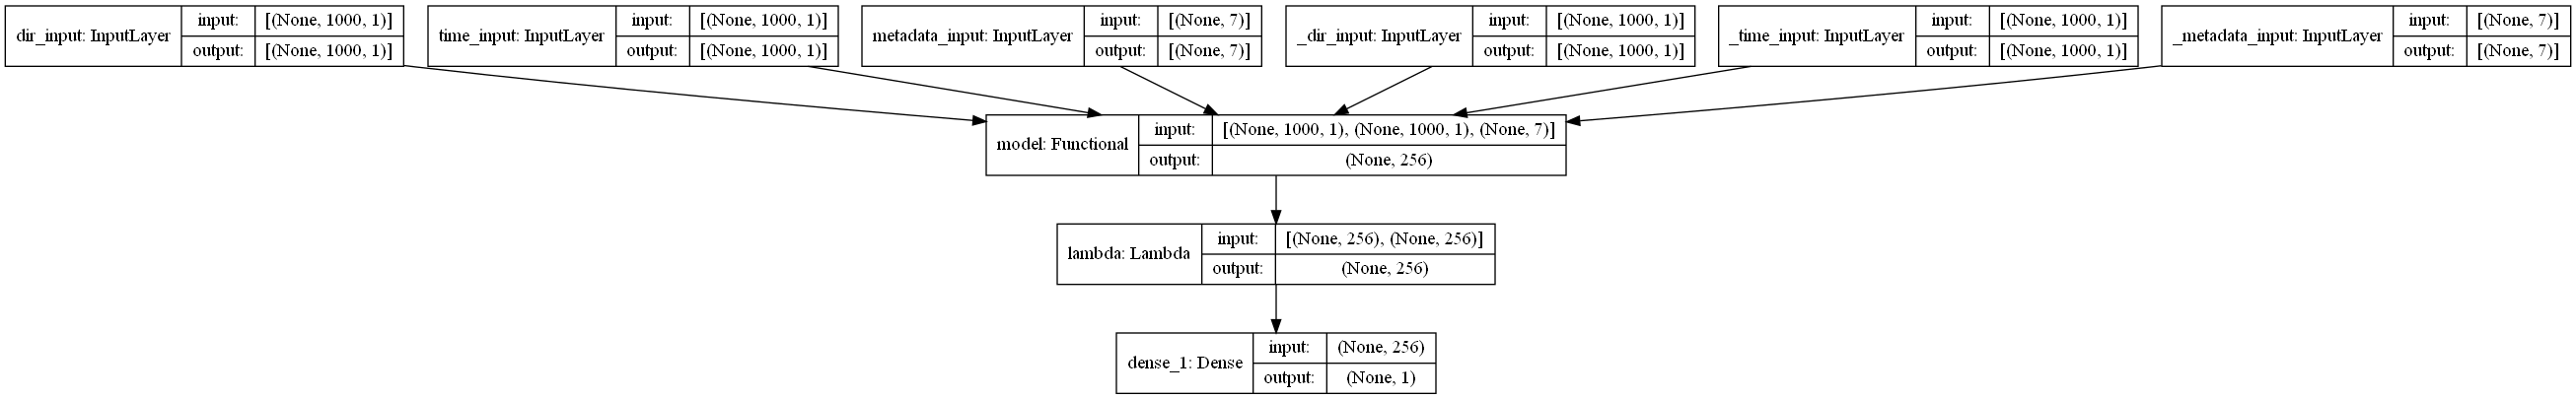 dir_input: InputLayer input: [(None, 1000, 1)] output: [(None, 1000, 1)]
time_input: InputLayer input: [(None, 1000, 1)] output: [(None, 1000, 1)]
metadata_input: InputLayer input: [(None, 7)] output: [(None, 7)]
_dir_input: InputLayer input: [(None, 1000, 1)] output: [(None, 1000, 1)]
_time_input: InputLayer input: [(None, 1000, 1)] output: [(None, 1000, 1)]
_metadata_input: InputLayer input: [(None, 7)] output: [(None, 7)]
model: Functional input: [(None, 1000, 1), (None, 1000, 1), (None, 7)] output: (None, 256)
lambda: Lambda input: [(None, 256), (None, 256)] output: (None, 256)
dense_1: Dense input: (None, 256) output: (None, 1)